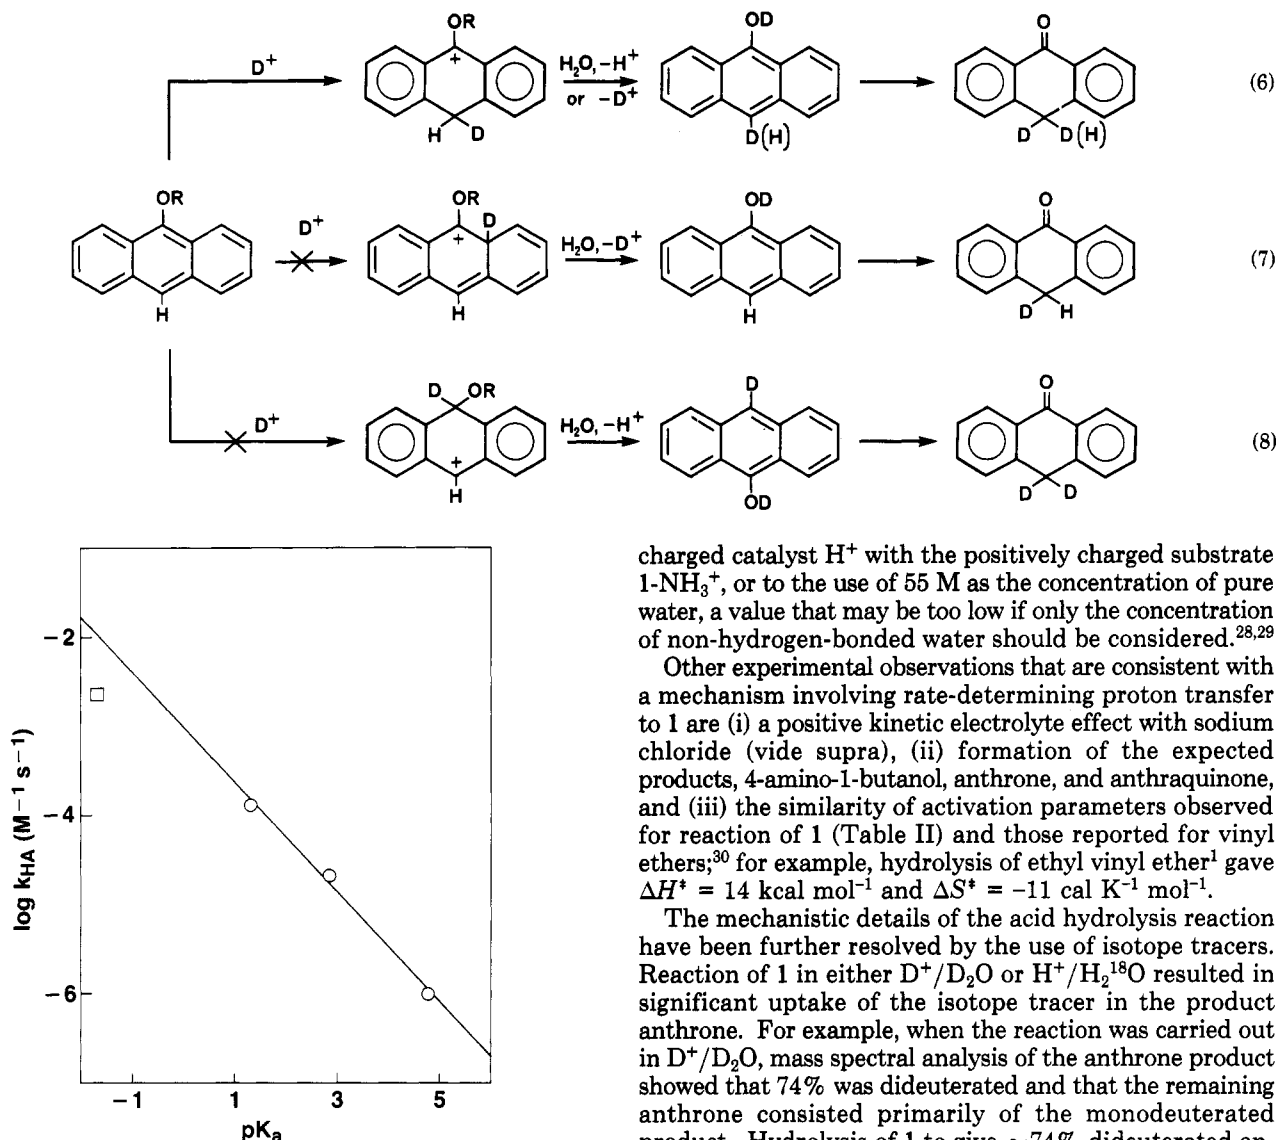 OR
D+
H D
H2O, −H+
or −D+
OD
D(H)
O
D D(H)
(6)
OR
H
D+
OR
D
+
H
H2O, −D+
OD
H
O
D H
(7)
D+
D OR
+
H
H2O, −H+
D
OD
O
D D
(8)
−2
−4
−6
log kHA (M−1 s−1)
−1 1 3 5
pKa
charged catalyst H+ with the positively charged substrate
1-NH3+, or to the use of 55 M as the concentration of pure
water, a value that may be too low if only the concentration
of non-hydrogen-bonded water should be considered.28,29
Other experimental observations that are consistent with
a mechanism involving rate-determining proton transfer
to 1 are (i) a positive kinetic electrolyte effect with sodium
chloride (vide supra), (ii) formation of the expected
products, 4-amino-1-butanol, anthrone, and anthraquinone,
and (iii) the similarity of activation parameters observed
for reaction of 1 (Table II) and those reported for vinyl
ethers;30 for example, hydrolysis of ethyl vinyl ether1 gave
ΔH‡ = 14 kcal mol−1 and ΔS‡ = −11 cal K−1 mol−1.
The mechanistic details of the acid hydrolysis reaction
have been further resolved by the use of isotope tracers.
Reaction of 1 in either D+/D2O or H+/H218O resulted in
significant uptake of the isotope tracer in the product
anthrone. For example, when the reaction was carried out
in D+/D2O, mass spectral analysis of the anthrone product
showed that 74% was dideuterated and that the remaining
anthrone consisted primarily of the monodeuterated
product. Hydrolysis of 1 to give ~74% dideuterated an-